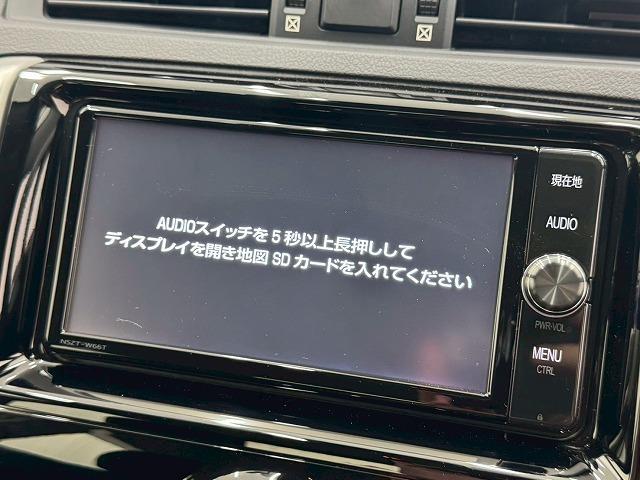 AUDIOスイッチを5秒以上長押しして
ディスプレイを開き地図SDカードを入れてください
NSZT-W66T
現在地
AUDIO
PWR·VOL
MENU
CTRL